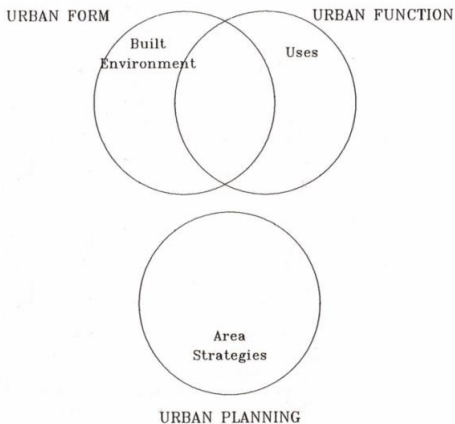 URBAN FORM
URBAN FUNCTION
Built
Environment
Uses
Area
Strategies
URBAN PLANNING